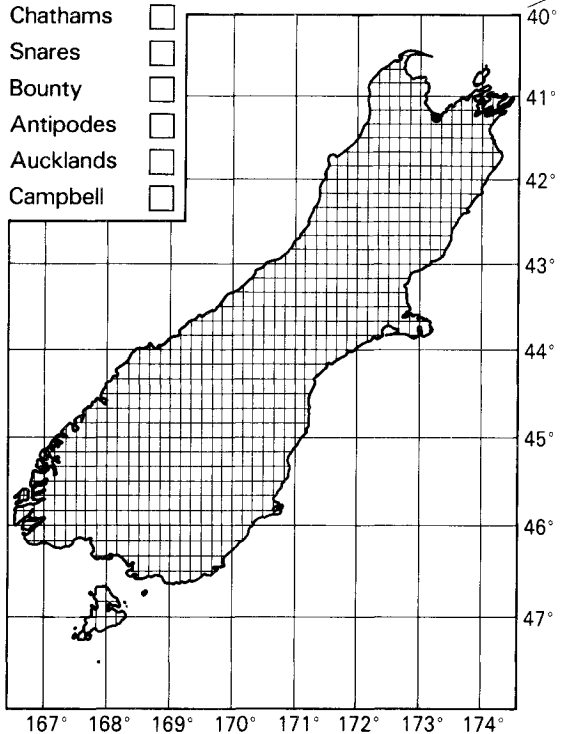 Chathams
Snares
Bounty
Antipodes
Aucklands
Campbell
40°
41°
42°
43°
44°
45°
46°
47°
167° 168° 169° 170° 171° 172° 173° 174°